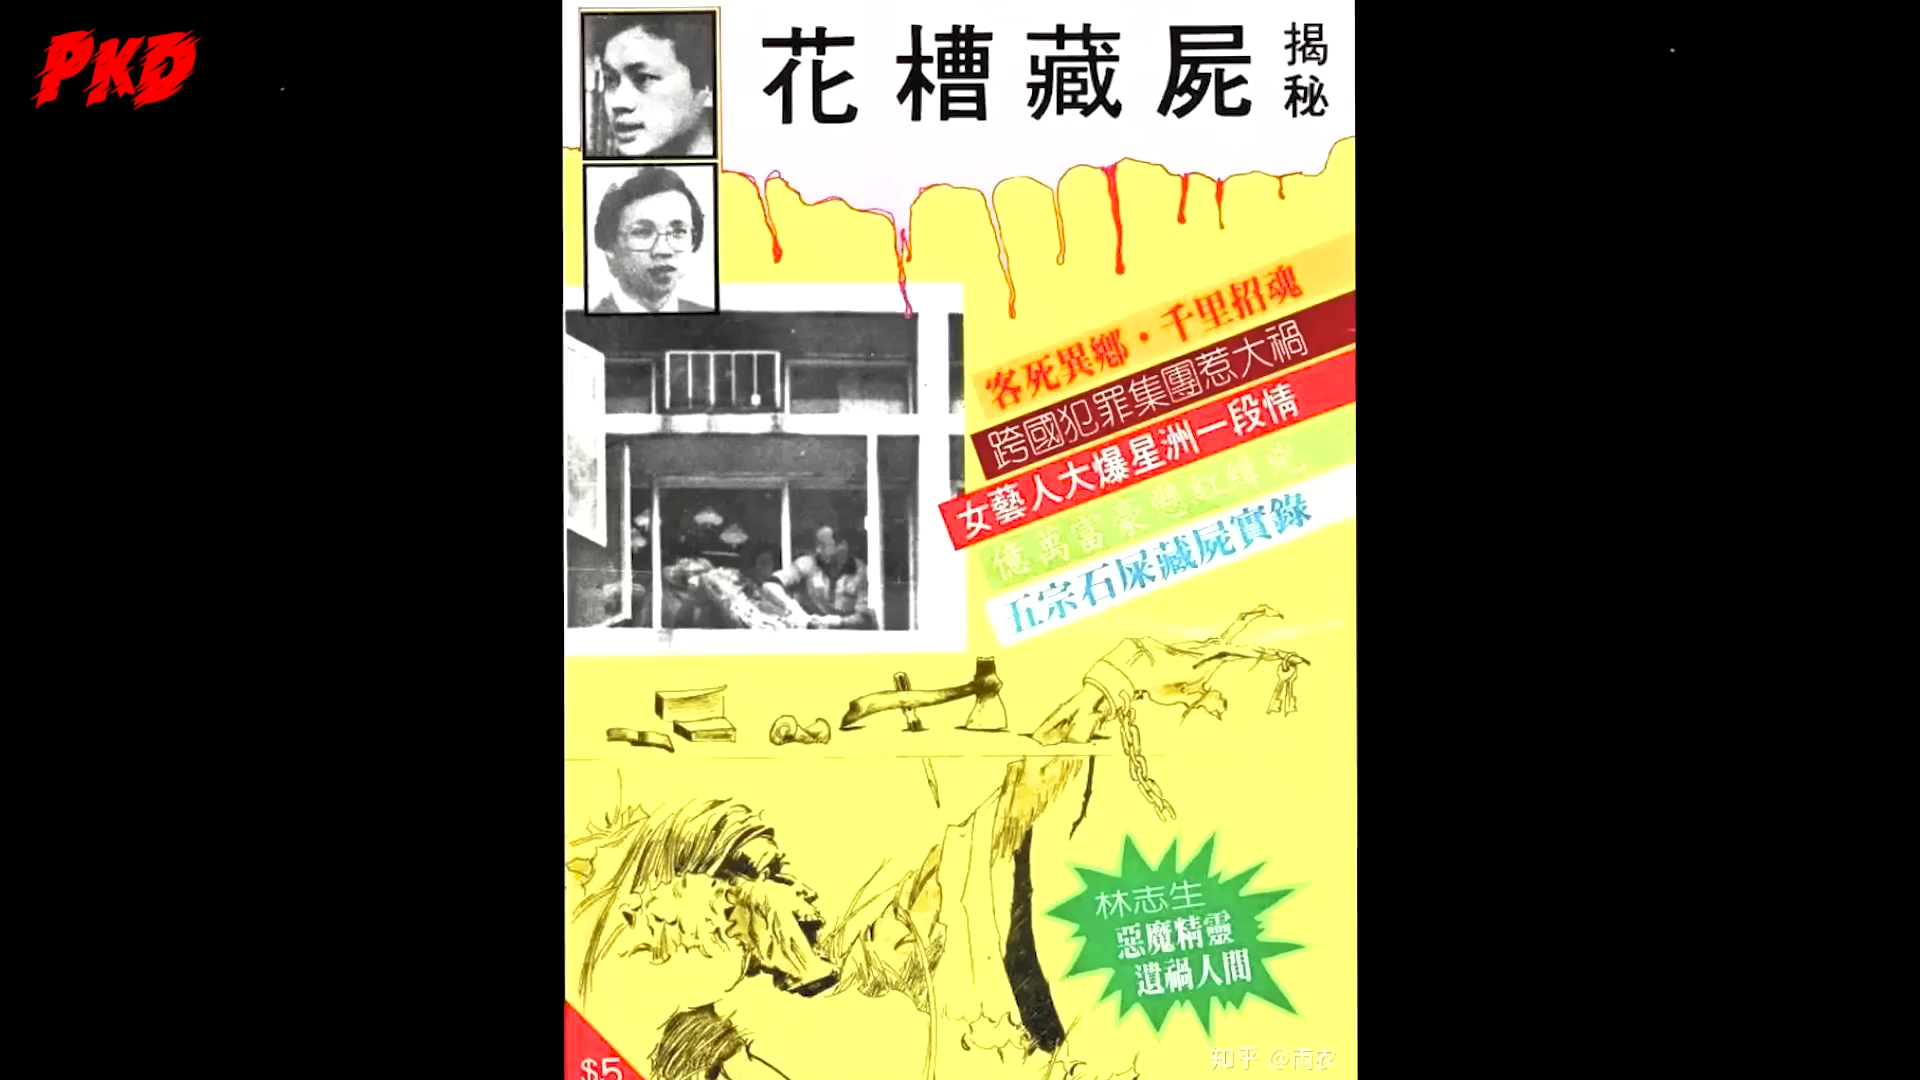 PKD
花槽藏屍
揭秘
客死異鄉·千里招魂
跨國犯罪集團惹大禍
女藝人大爆星洲一段情
億萬富豪懸紅緝兇
五宗石屎藏屍實錄
林志生
惡魔精靈
遺禍人間
$5
知乎 @雨农